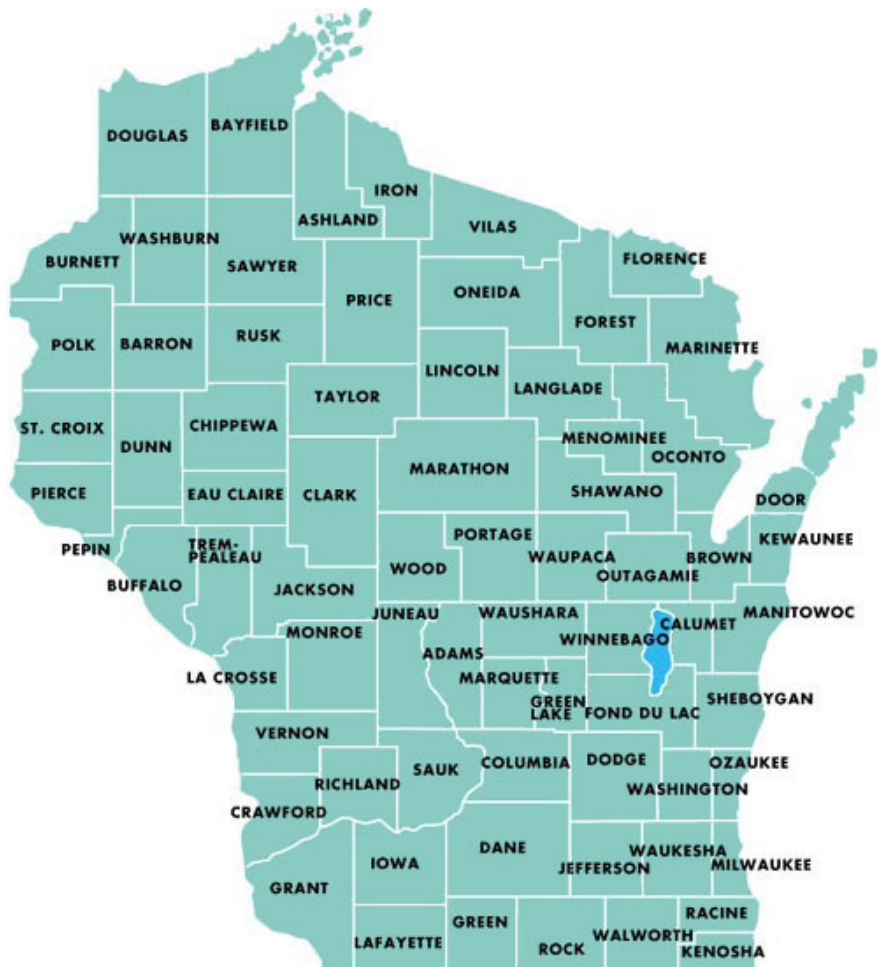 BAYFIELD
DOUGLAS
IRON
ASHLAND
VILAS
WASHBURN
BURNETT
SAWYER
FLORENCE
PRICE
ONEIDA
FOREST
POLK
BARRON
RUSK
MARINETTE
LINCOLN
LANGLADE
TAYLOR
ST. CROIX
CHIPPEWA
DUNN
MENOMINEE
OCONTO
MARATHON
PIERCE
EAU CLAIRE
CLARK
SHAWANO
DOOR
PORTAGE
KEWAUNEE
PEPIN
TREM-
PEALEAU
WAUPACA
BROWN
WOOD
OUTAGAMIE
BUFFALO
JACKSON
JUNEAU
WAUSHARA
MANITOWOC
CALUMET
MONROE
WINNEBAGO
ADAMS
LA CROSSE
MARQUETTE
GREEN
LAKE
SHEBOYGAN
FOND DU LAC
VERNON
SAUK
COLUMBIA
DODGE
OZAUKEE
RICHLAND
WASHINGTON
CRAWFORD
DANE
WAUKESHA
IOWA
JEFFERSON
MILWAUKEE
GRANT
RACINE
GREEN
LAFAYETTE
ROCK
WALWORTH
KENOSHA